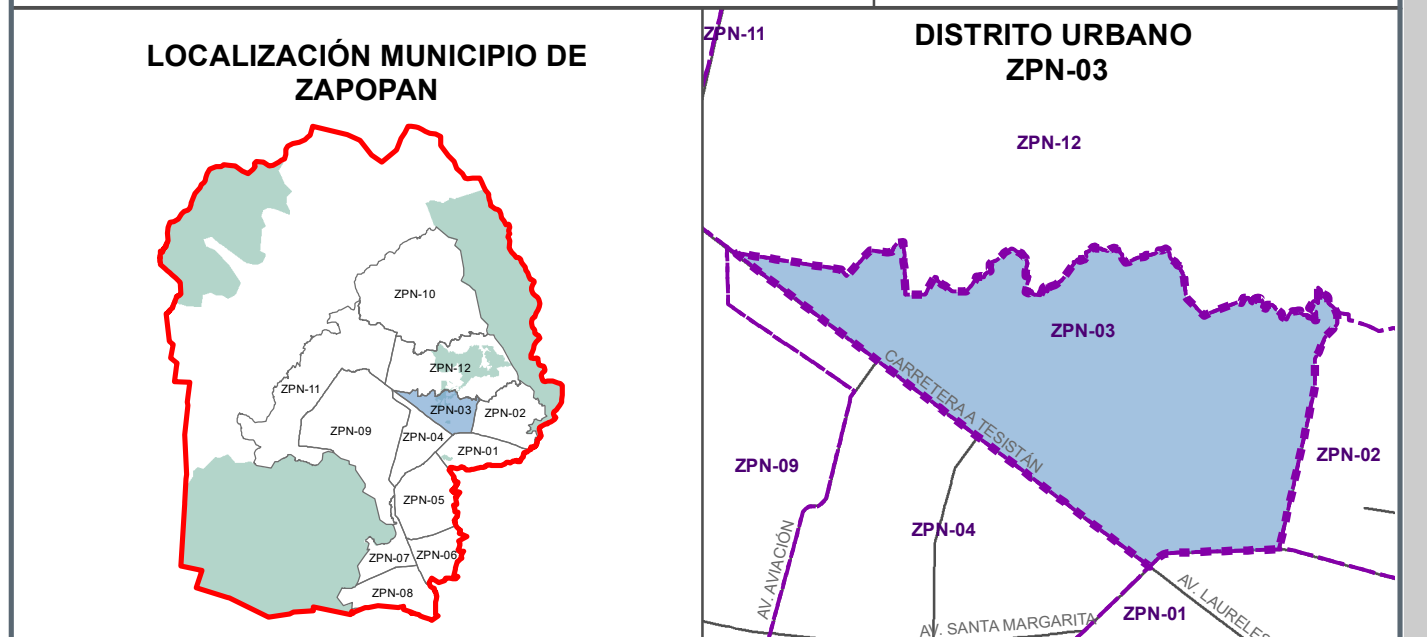 LOCALIZACIÓN MUNICIPIO DE
ZAPOPAN
ZPN-10
ZPN-12
ZPN-11
ZPN-03
ZPN-02
ZPN-09
ZPN-04
ZPN-01
ZPN-05
ZPN-07
ZPN-06
ZPN-08
DISTRITO URBANO
ZPN-03
ZPN-11
ZPN-12
ZPN-03
CARRETERA A TESISTÁN
ZPN-09
ZPN-02
ZPN-04
AV. AVIACIÓN
ZPN-01
AV. LAURELES
AV. SANTA MARGARITA